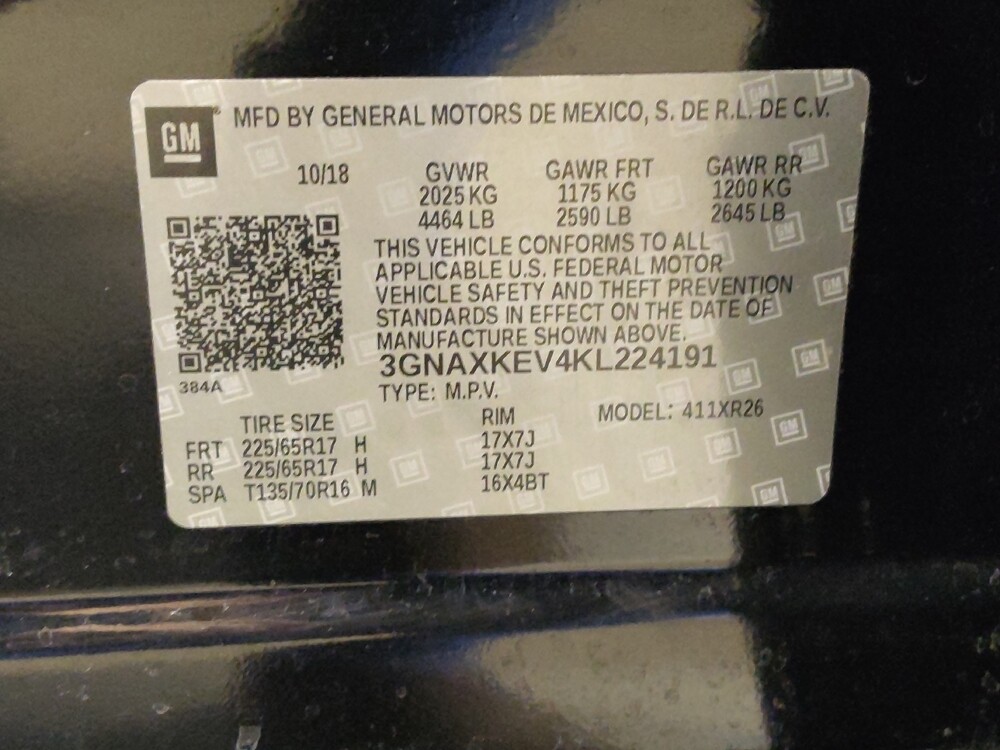 GM
MFD BY GENERAL MOTORS DE MEXICO, S. DE R.L. DE C.V.
10/18 GVWR GAWR FRT GAWR RR
2025 KG 1175 KG 1200 KG
4464 LB 2590 LB 2645 LB
THIS VEHICLE CONFORMS TO ALL
APPLICABLE U.S. FEDERAL MOTOR
VEHICLE SAFETY AND THEFT PREVENTION
STANDARDS IN EFFECT ON THE DATE OF
MANUFACTURE SHOWN ABOVE.
3GNAXKEV4KL224191
384A
TYPE: M.P.V.
TIRE SIZE RIM MODEL: 411XR26
FRT 225/65R17 H 17X7J
RR 225/65R17 H 17X7J
SPA T135/70R16 M 16X4BT